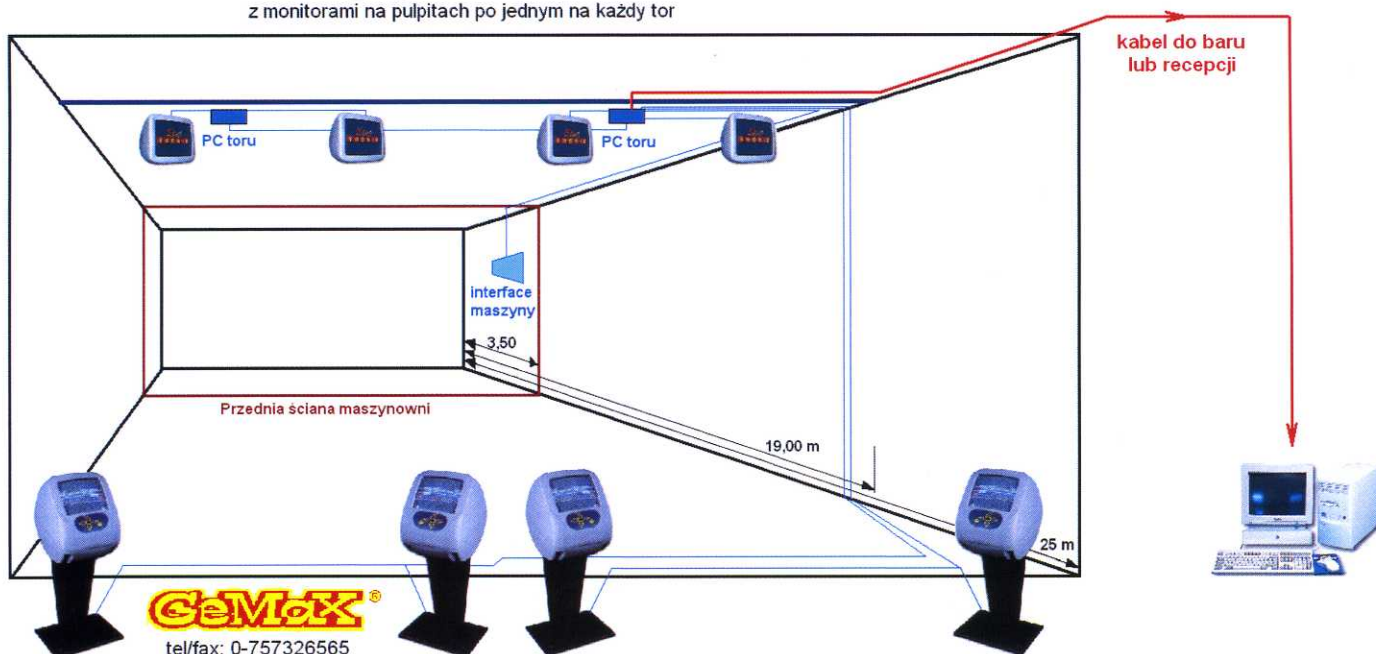 z monitorami na pulpitach po jednym na każdy tor
kabel do baru
lub recepcji
PC toru
PC toru
interface
maszyny
3,50
Przednia ściana maszynowni
19,00 m
25 m
GeMaX ®
tel/fax: 0-757326565